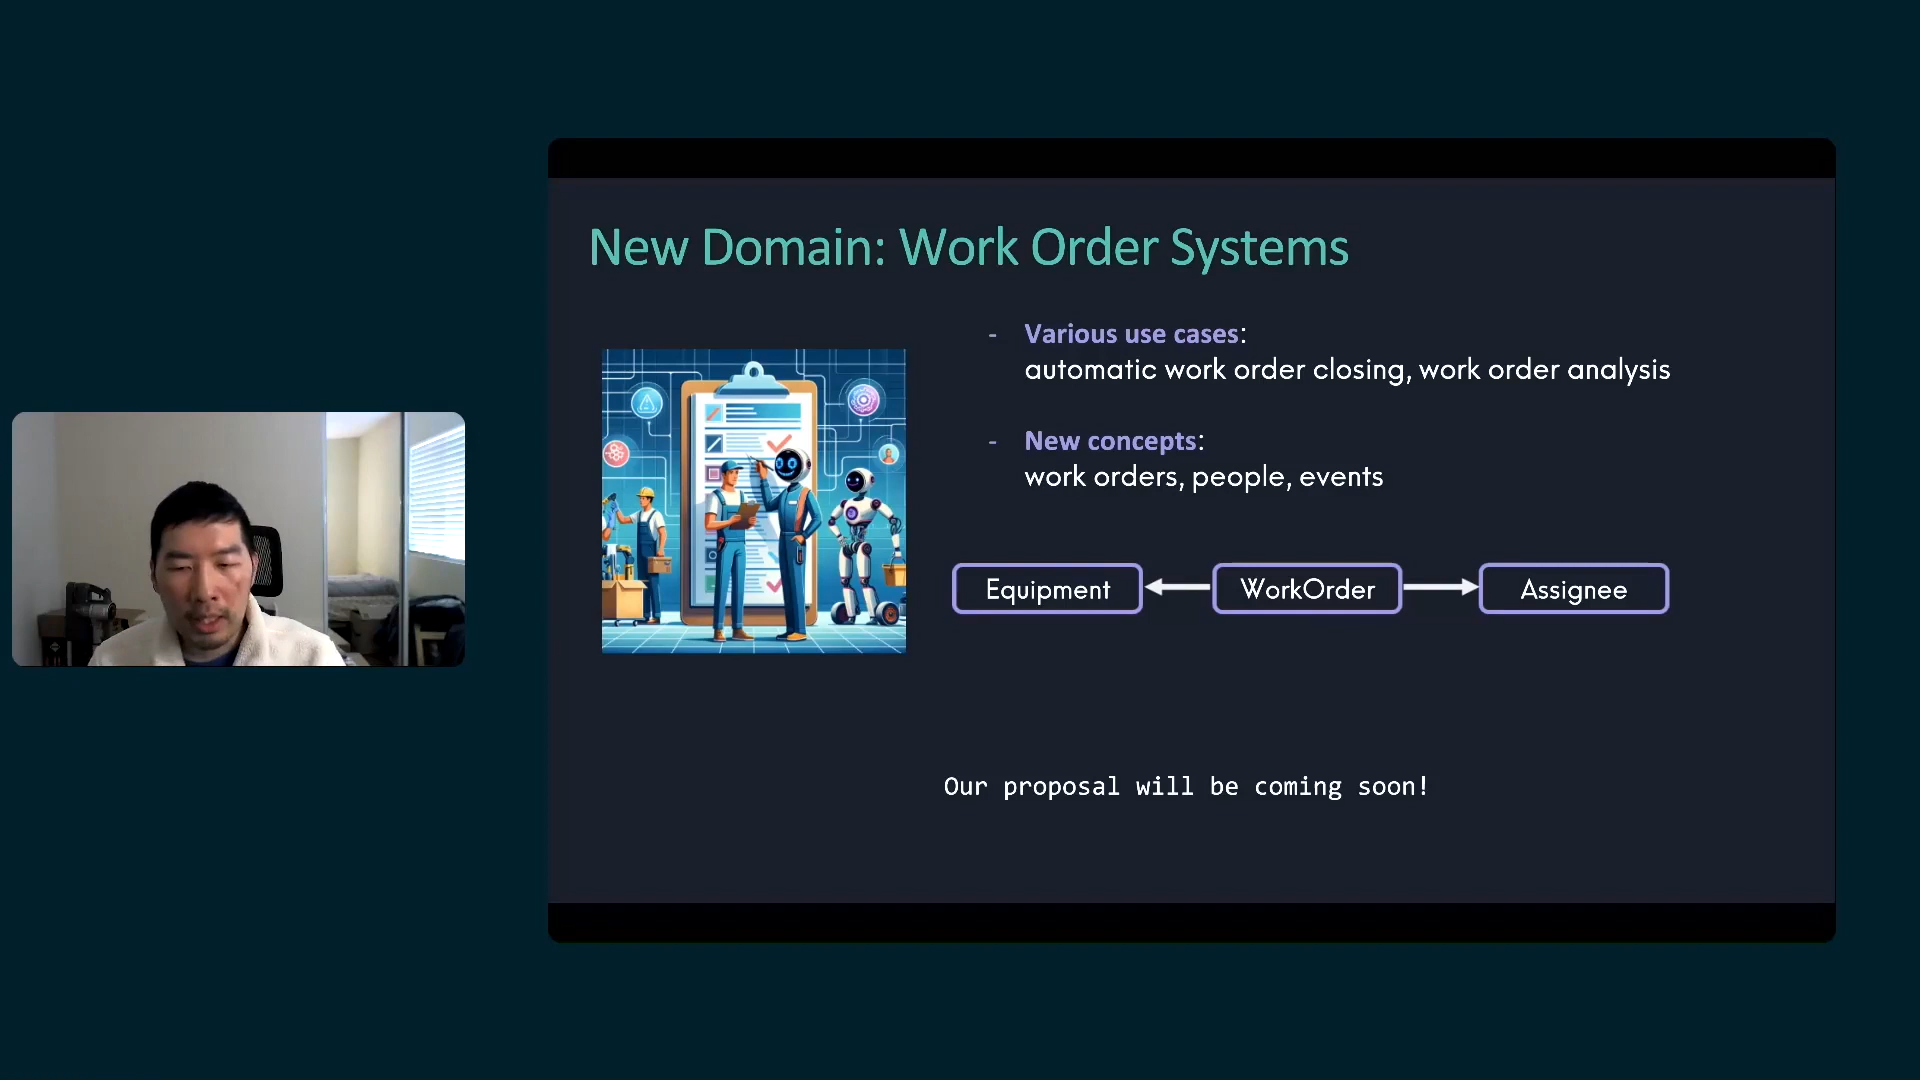 New Domain: Work Order Systems
- Various use cases:
automatic work order closing, work order analysis
- New concepts:
work orders, people, events
Equipment
WorkOrder
Assignee
Our proposal will be coming soon!